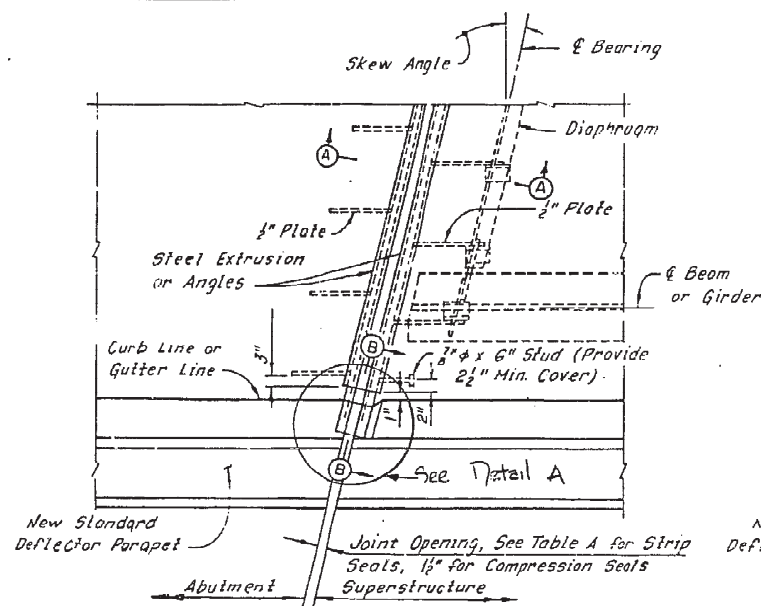 Skew Angle
℄ Bearing
Diaphragm
A
A
½" Plate
½" Plate
Steel Extrusion
or Angles
℄ Beam
or Girder
B
Curb Line or
Gutter Line
3"
⅞" ϕ x 6" Stud (Provide
2½" Min. Cover)
1"
2"
B
See Detail A
New Standard
Deflector Parapet
Joint Opening, See Table A for Strip
Seals, 1½" for Compression Seals
Abutment
Superstructure